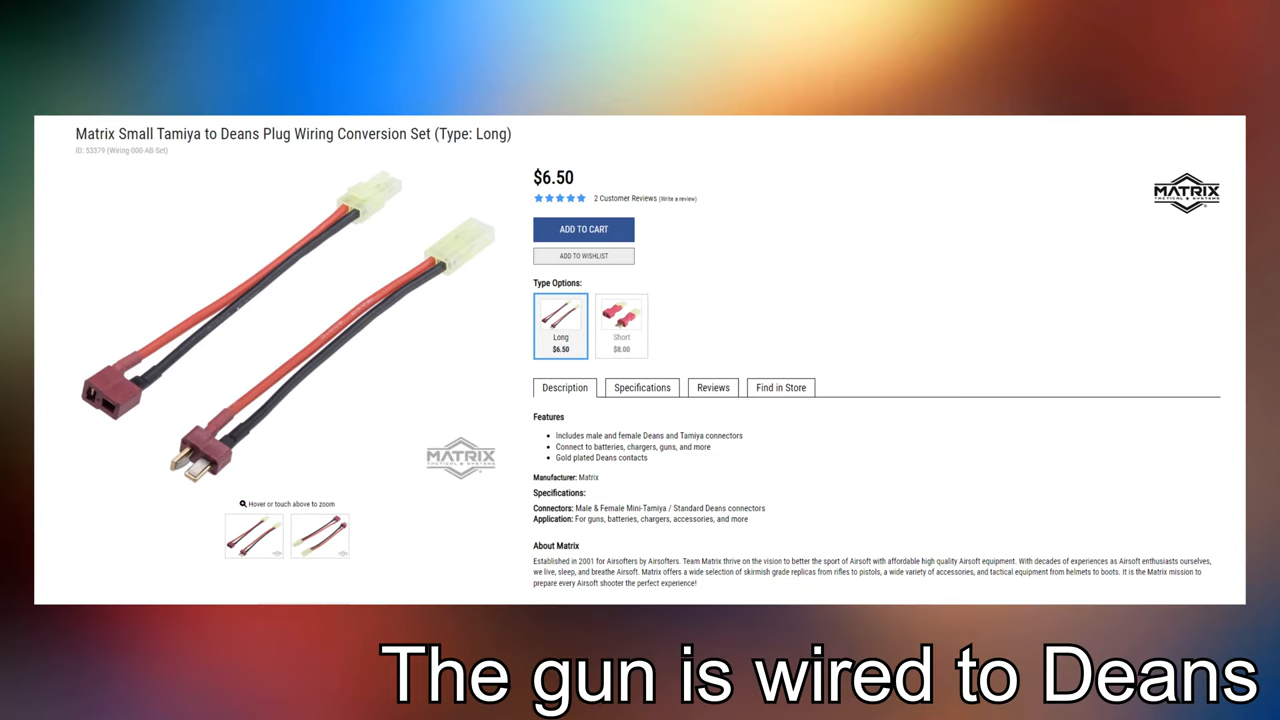 Matrix Small Tamiya to Deans Plug Wiring Conversion Set (Type: Long)
ID: 53379 (Wiring-000-AB-Set)
$6.50
2 Customer Reviews (Write a review)
ADD TO CART
ADD TO WISHLIST
MATRIX
TACTICAL SYSTEMS
Type Options:
Long
$6.50
Short
$8.00
Description
Specifications
Reviews
Find in Store
Features
Includes male and female Deans and Tamiya connectors
Connect to batteries, chargers, guns, and more
Gold plated Deans contacts
Manufacturer: Matrix
Specifications:
Connectors: Male & Female Mini-Tamiya / Standard Deans connectors
Application: For guns, batteries, chargers, accessories, and more
About Matrix
Established in 2001 for Airsofters by Airsofters. Team Matrix thrive on the vision to better the sport of Airsoft with affordable high quality Airsoft equipment. With decades of experiences as Airsoft enthusiasts ourselves,
we live, sleep, and breathe Airsoft. Matrix offers a wide selection of skirmish grade replicas from rifles to pistols, a wide variety of accessories, and tactical equipment from helmets to boots. It is the Matrix mission to
prepare every Airsoft shooter the perfect experience!
MATRIX
TACTICAL SYSTEMS
Hover or touch above to zoom
The gun is wired to Deans